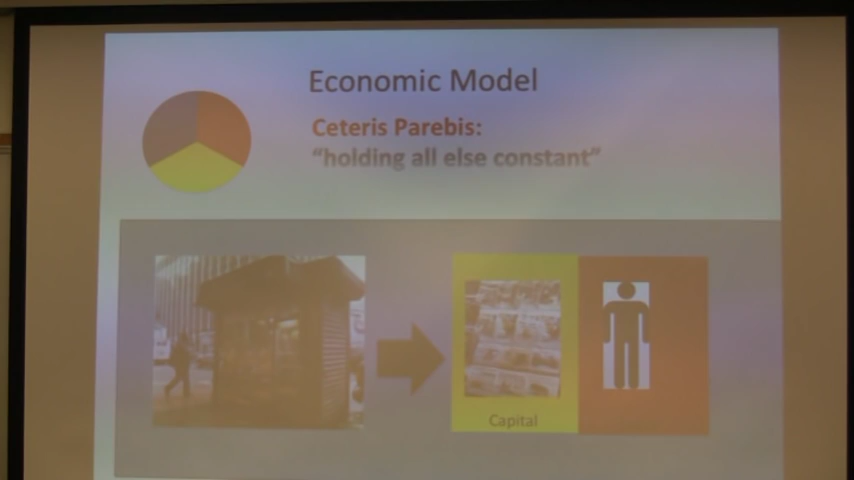 Economic Model
Ceteris Parebis:
“holding all else constant”
Capital